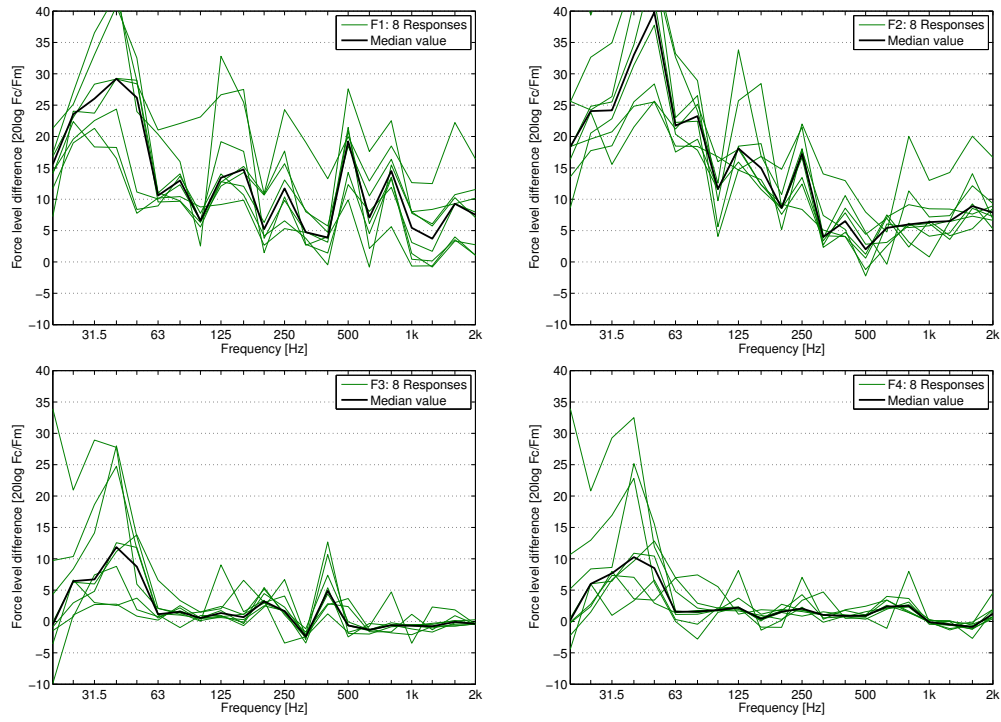 40
35
30
25
20
15
10
5
0
−5
−10
Force level difference [20log Fc/Fm]
31.5 63 125 250 500 1k 2k
Frequency [Hz]
F1: 8 Responses
Median value
40
35
30
25
20
15
10
5
0
−5
−10
Force level difference [20log Fc/Fm]
31.5 63 125 250 500 1k 2k
Frequency [Hz]
F2: 8 Responses
Median value
40
35
30
25
20
15
10
5
0
−5
−10
Force level difference [20log Fc/Fm]
31.5 63 125 250 500 1k 2k
Frequency [Hz]
F3: 8 Responses
Median value
40
35
30
25
20
15
10
5
0
−5
−10
Force level difference [20log Fc/Fm]
31.5 63 125 250 500 1k 2k
Frequency [Hz]
F4: 8 Responses
Median value